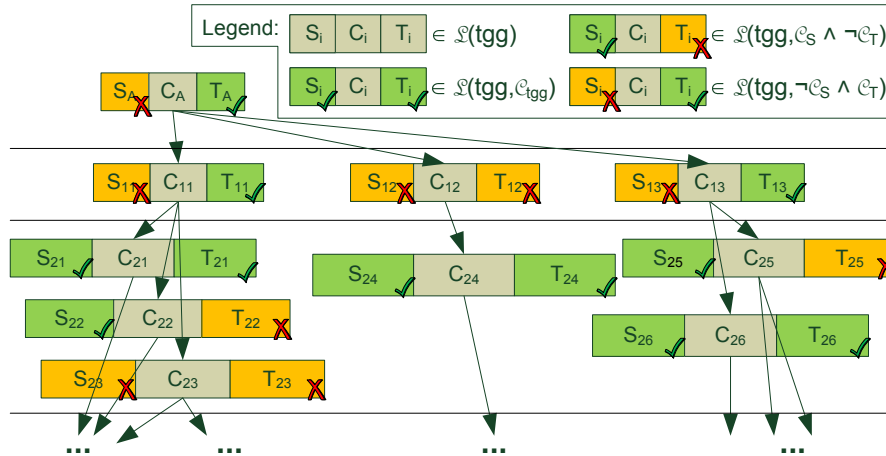 Legend: Sᵢ Cᵢ Tᵢ ∈ ℒ(tgg) Sᵢ Cᵢ Tᵢ ∈ ℒ(tgg,𝒞_S ∧ ¬𝒞_T)
S_A C_A T_A Sᵢ Cᵢ Tᵢ ∈ ℒ(tgg,𝒞_tgg) Sᵢ Cᵢ Tᵢ ∈ ℒ(tgg,¬𝒞_S ∧ 𝒞_T)
S₁₁ C₁₁ T₁₁ S₁₂ C₁₂ T₁₂ S₁₃ C₁₃ T₁₃
S₂₁ C₂₁ T₂₁ S₂₅ C₂₅ T₂₅
S₂₄ C₂₄ T₂₄
S₂₂ C₂₂ T₂₂ S₂₆ C₂₆ T₂₆
S₂₃ C₂₃ T₂₃
... ... ... ...